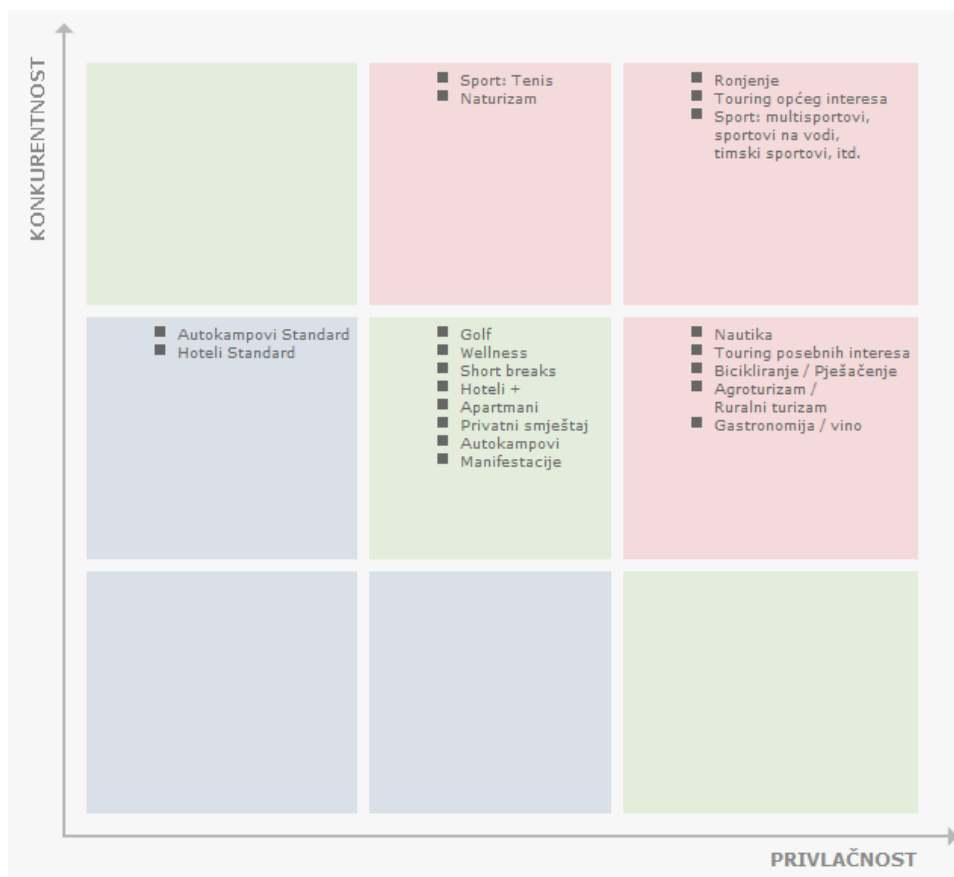 KONKURENTNOST
Sport: Tenis
Naturizam
Ronjenje
Touring općeg interesa
Sport: multisportovi,
sportovi na vodi,
timski sportovi, itd.
Autokampovi Standard
Hoteli Standard
Golf
Wellness
Short breaks
Hoteli +
Apartmani
Privatni smještaj
Autokampovi
Manifestacije
Nautika
Touring posebnih interesa
Bicikliranje / Pješačenje
Agroturizam /
Ruralni turizam
Gastronomija / vino
PRIVLAČNOST